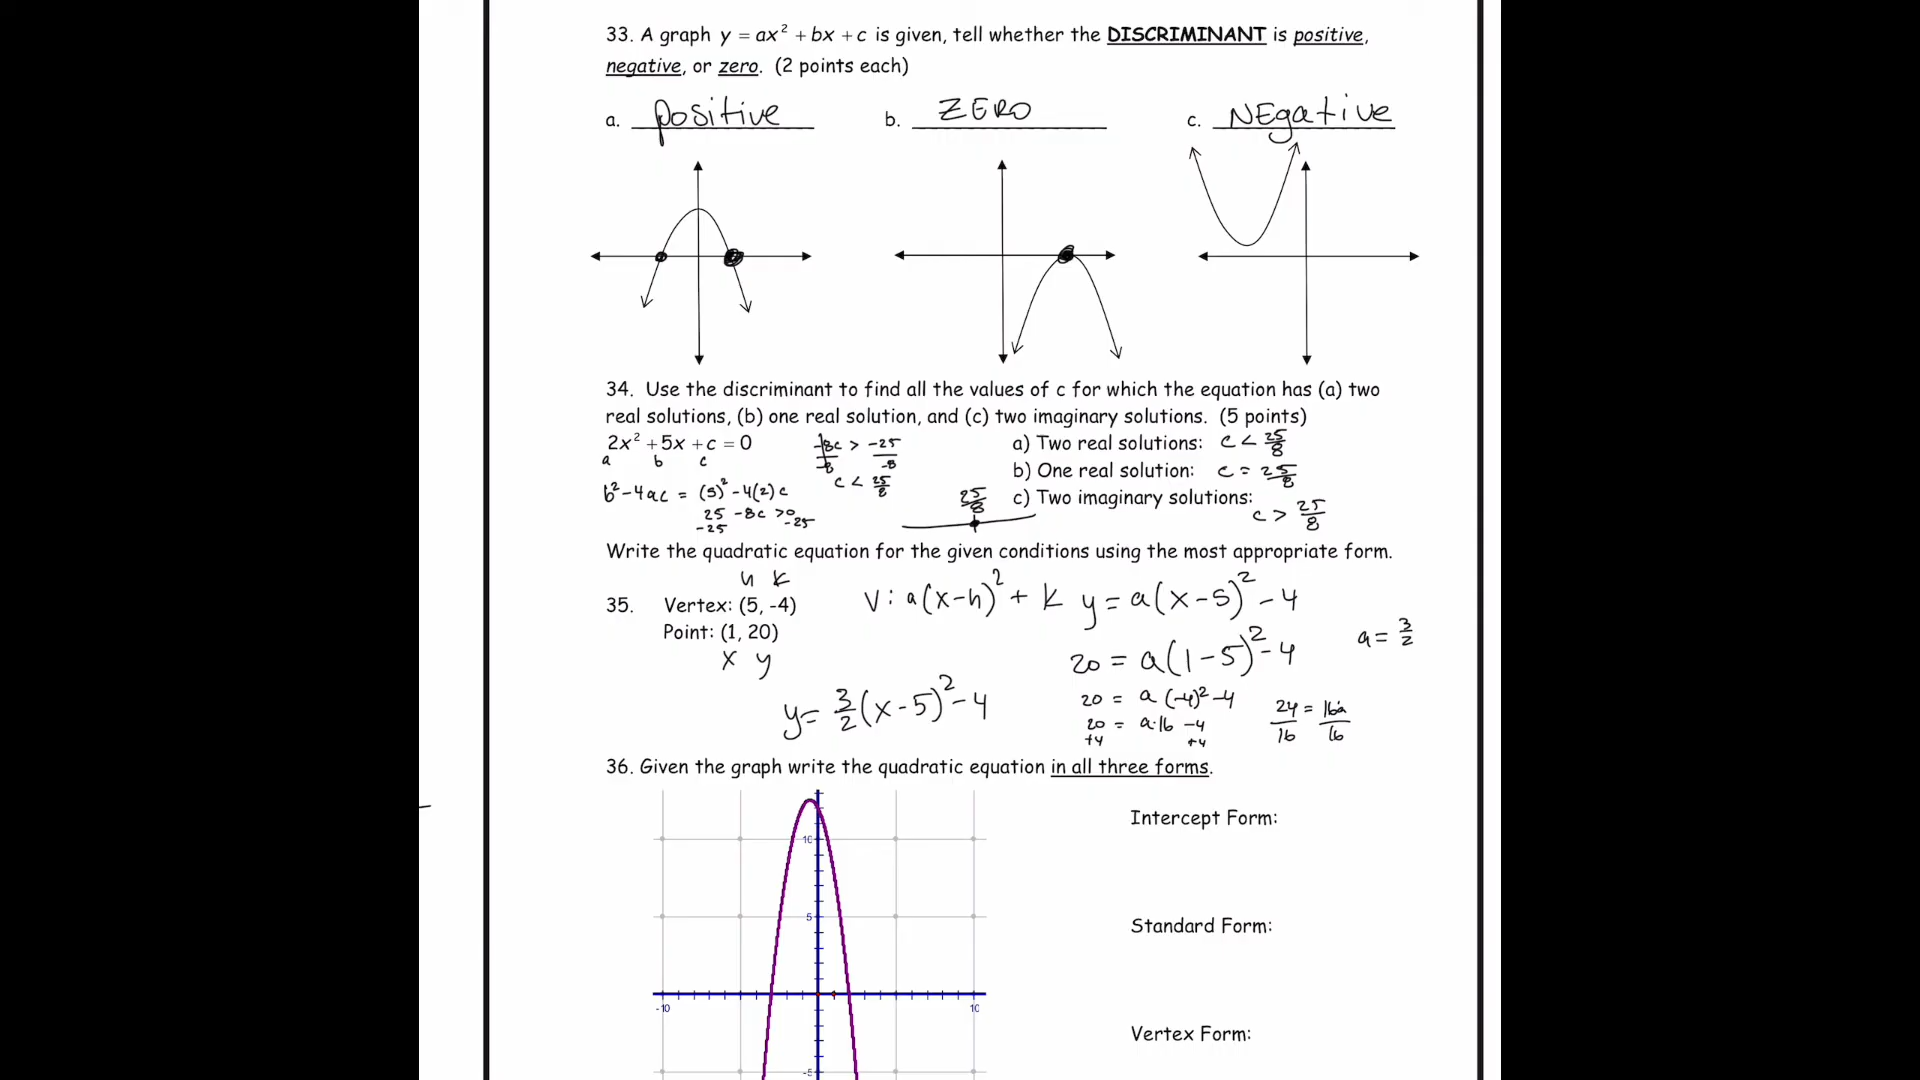 33. A graph y = ax² + bx + c is given, tell whether the DISCRIMINANT is positive,
negative, or zero. (2 points each)
a. positive b. ZERO c. NEgative
34. Use the discriminant to find all the values of c for which the equation has (a) two
real solutions, (b) one real solution, and (c) two imaginary solutions. (5 points)
2x² + 5x + c = 0
a b c
b² - 4ac = (5)² - 4(2)c
25 - 8c > 0
-25 -25
-8c > -25
-8 -8
c < 25/8
25/8
a) Two real solutions: c < 25/8
b) One real solution: c = 25/8
c) Two imaginary solutions: c > 25/8
Write the quadratic equation for the given conditions using the most appropriate form.
h k
35. Vertex: (5, -4)
Point: (1, 20)
x y
V: a(x-h)² + k
y = a(x-5)² - 4
20 = a(1-5)² - 4
20 = a(-4)² - 4
20 = a·16 - 4
+4 +4
24 = 16a
16 16
a = 3/2
y = 3/2(x-5)² - 4
36. Given the graph write the quadratic equation in all three forms.
Intercept Form:
Standard Form:
Vertex Form:
10
5
-10 10
-5